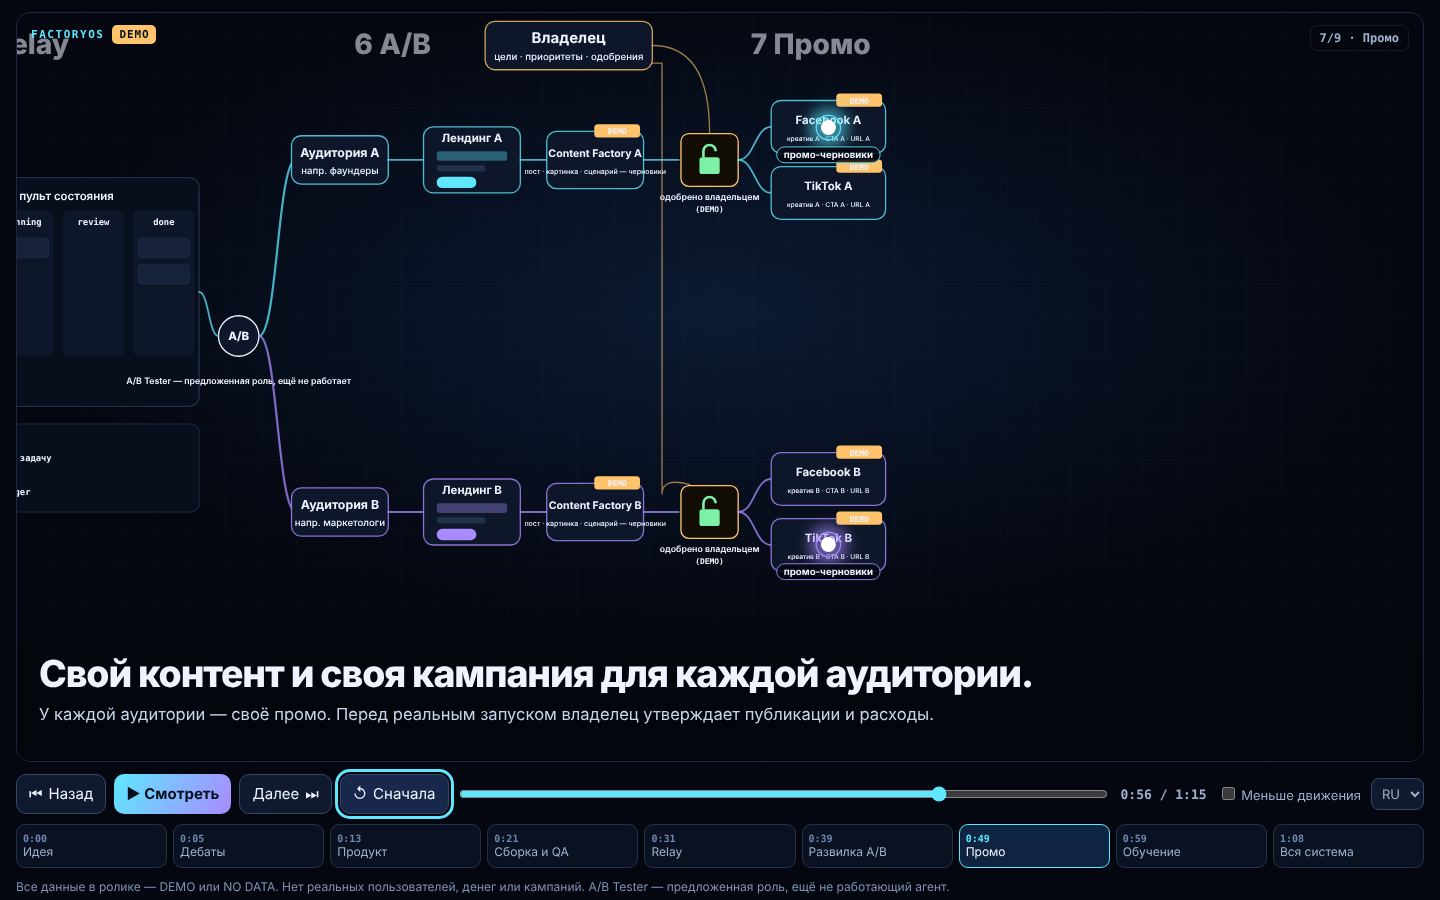 FACTORYOS DEMO
elay
6 A/B
7 Промо
7/9 · Промо
Владелец
цели · приоритеты · одобрения
Аудитория A
напр. фаундеры
Лендинг A
DEMO
Content Factory A
пост · картинка · сценарий — черновики
одобрено владельцем
(DEMO)
DEMO
Facebook A
креатив A · CTA A · URL A
промо-черновики
DEMO
TikTok A
креатив A · CTA A · URL A
пульт состояния
nning
review
done
A/B
A/B Tester — предложенная роль, ещё не работает
задачу
ger
Аудитория B
напр. маркетологи
Лендинг B
DEMO
Content Factory B
пост · картинка · сценарий — черновики
одобрено владельцем
(DEMO)
DEMO
Facebook B
креатив B · CTA B · URL B
DEMO
TikTok B
креатив B · CTA B · URL B
промо-черновики
Свой контент и своя кампания для каждой аудитории.
У каждой аудитории — своё промо. Перед реальным запуском владелец утверждает публикации и расходы.
⏮ Назад
▶ Смотреть
Далее ⏭
↺ Сначала
0:56 / 1:15
Меньше движения
RU
0:00
Идея
0:05
Дебаты
0:13
Продукт
0:21
Сборка и QA
0:31
Relay
0:39
Развилка A/B
0:49
Промо
0:59
Обучение
1:08
Вся система
Все данные в ролике — DEMO или NO DATA. Нет реальных пользователей, денег или кампаний. A/B Tester — предложенная роль, ещё не работающий агент.